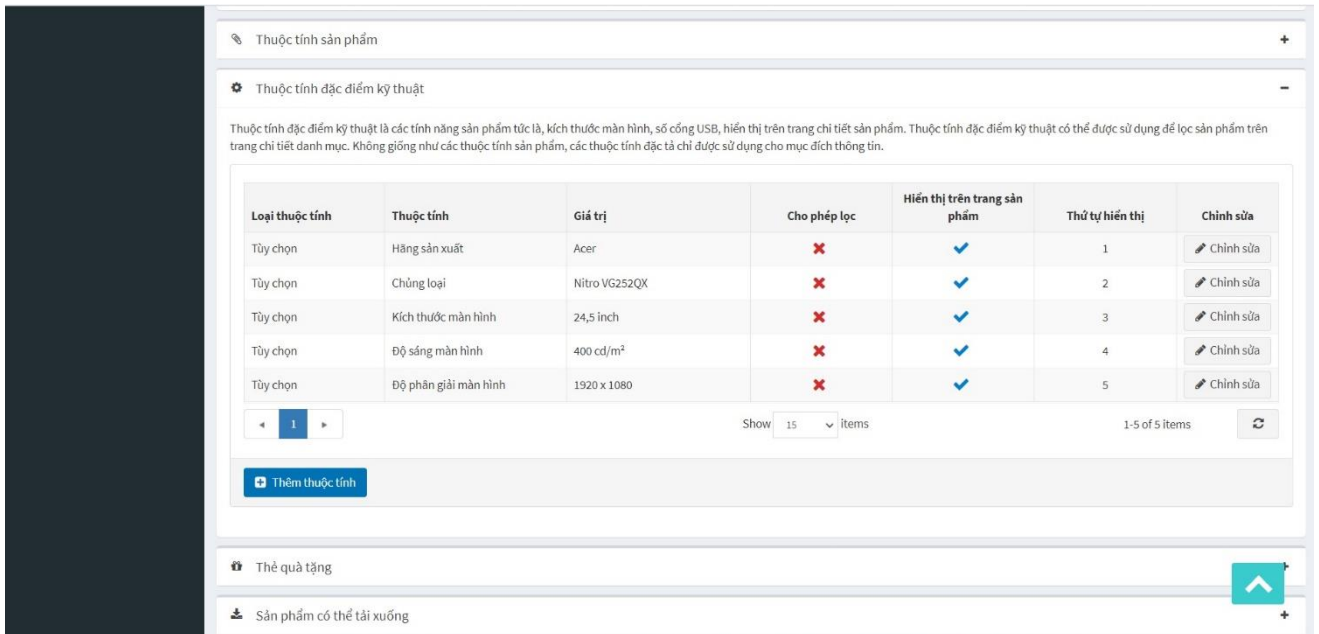 Thuộc tính sản phẩm
Thuộc tính đặc điểm kỹ thuật
Thuộc tính đặc điểm kỹ thuật là các tính năng sản phẩm tức là, kích thước màn hình, số cổng USB, hiển thị trên trang chi tiết sản phẩm. Thuộc tính đặc điểm kỹ thuật có thể được sử dụng để lọc sản phẩm trên
trang chi tiết danh mục. Không giống như các thuộc tính sản phẩm, các thuộc tính đặc tả chỉ được sử dụng cho mục đích thông tin.
Loại thuộc tính Thuộc tính Giá trị Cho phép lọc Hiển thị trên trang sản phẩm Thứ tự hiển thị Chỉnh sửa
Tùy chọn Hãng sản xuất Acer 1 Chỉnh sửa
Tùy chọn Chủng loại Nitro VG252QX 2 Chỉnh sửa
Tùy chọn Kích thước màn hình 24,5 inch 3 Chỉnh sửa
Tùy chọn Độ sáng màn hình 400 cd/m² 4 Chỉnh sửa
Tùy chọn Độ phân giải màn hình 1920 x 1080 5 Chỉnh sửa
1 Show 15 items 1-5 of 5 items
Thêm thuộc tính
Thẻ quà tặng
Sản phẩm có thể tải xuống